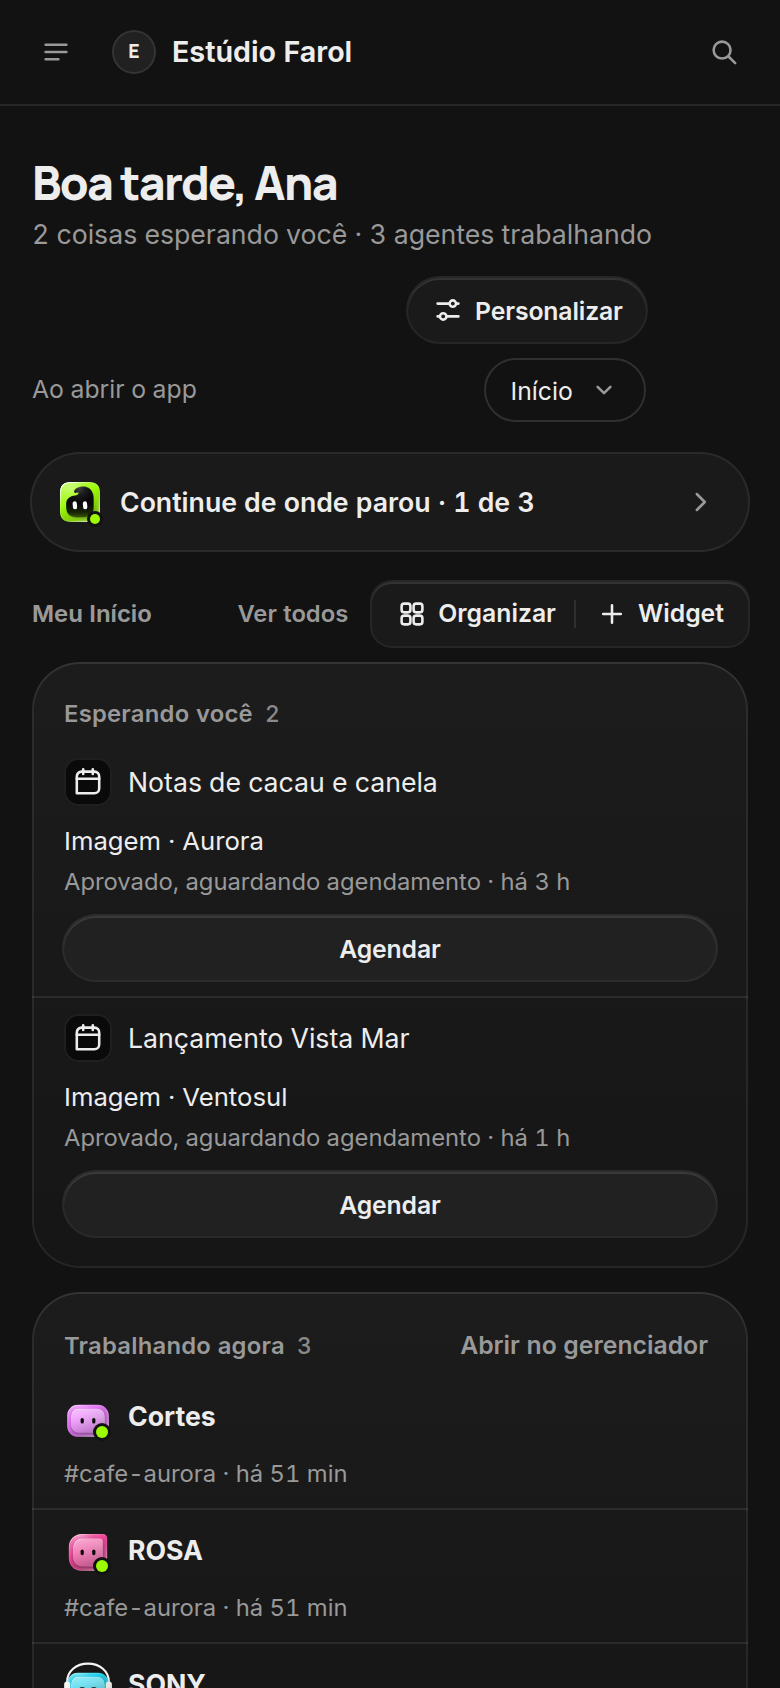 E Estúdio Farol
Boa tarde, Ana
2 coisas esperando você · 3 agentes trabalhando
Personalizar
Ao abrir o app Início
Continue de onde parou · 1 de 3
Meu Início Ver todos Organizar Widget
Esperando você 2
Notas de cacau e canela
Imagem · Aurora
Aprovado, aguardando agendamento · há 3 h
Agendar
Lançamento Vista Mar
Imagem · Ventosul
Aprovado, aguardando agendamento · há 1 h
Agendar
Trabalhando agora 3 Abrir no gerenciador
Cortes
#cafe-aurora · há 51 min
ROSA
#cafe-aurora · há 51 min
SONY